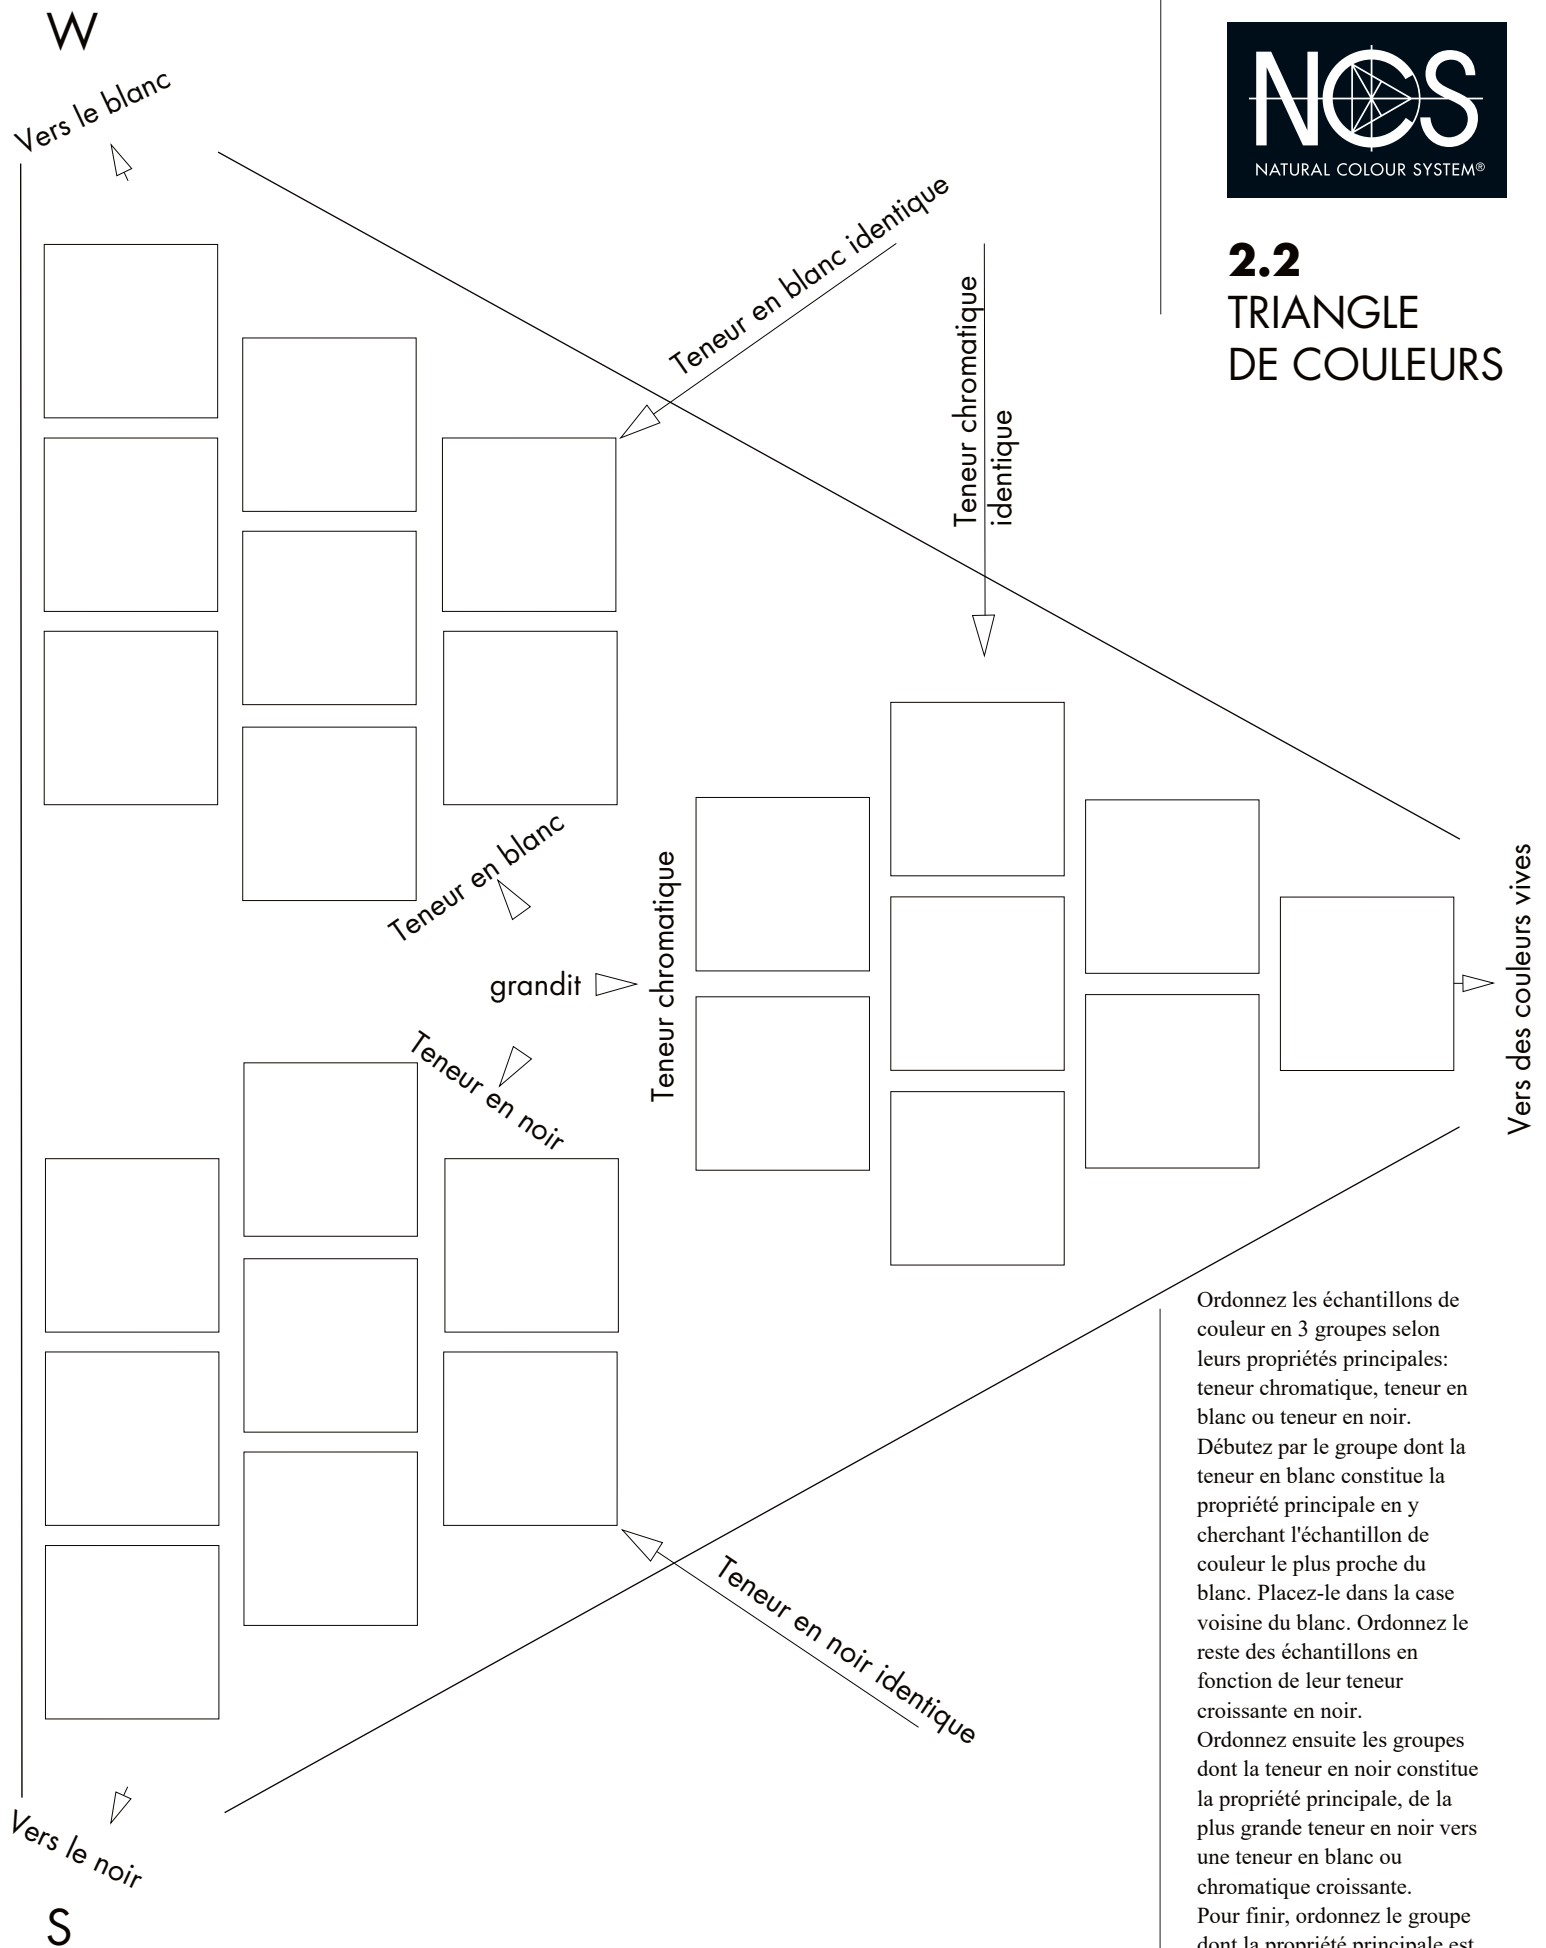 W
Vers le blanc
NCS
NATURAL COLOUR SYSTEM®
2.2
TRIANGLE
DE COULEURS
Teneur en blanc identique
Teneur chromatique
identique
Teneur en blanc
grandit
Teneur chromatique
Teneur en noir
Vers des couleurs vives
Teneur en noir identique
Vers le noir
S
Ordonnez les échantillons de
couleur en 3 groupes selon
leurs propriétés principales:
teneur chromatique, teneur en
blanc ou teneur en noir.
Débutez par le groupe dont la
teneur en blanc constitue la
propriété principale en y
cherchant l'échantillon de
couleur le plus proche du
blanc. Placez-le dans la case
voisine du blanc. Ordonnez le
reste des échantillons en
fonction de leur teneur
croissante en noir.
Ordonnez ensuite les groupes
dont la teneur en noir constitue
la propriété principale, de la
plus grande teneur en noir vers
une teneur en blanc ou
chromatique croissante.
Pour finir, ordonnez le groupe
dont la propriété principale est